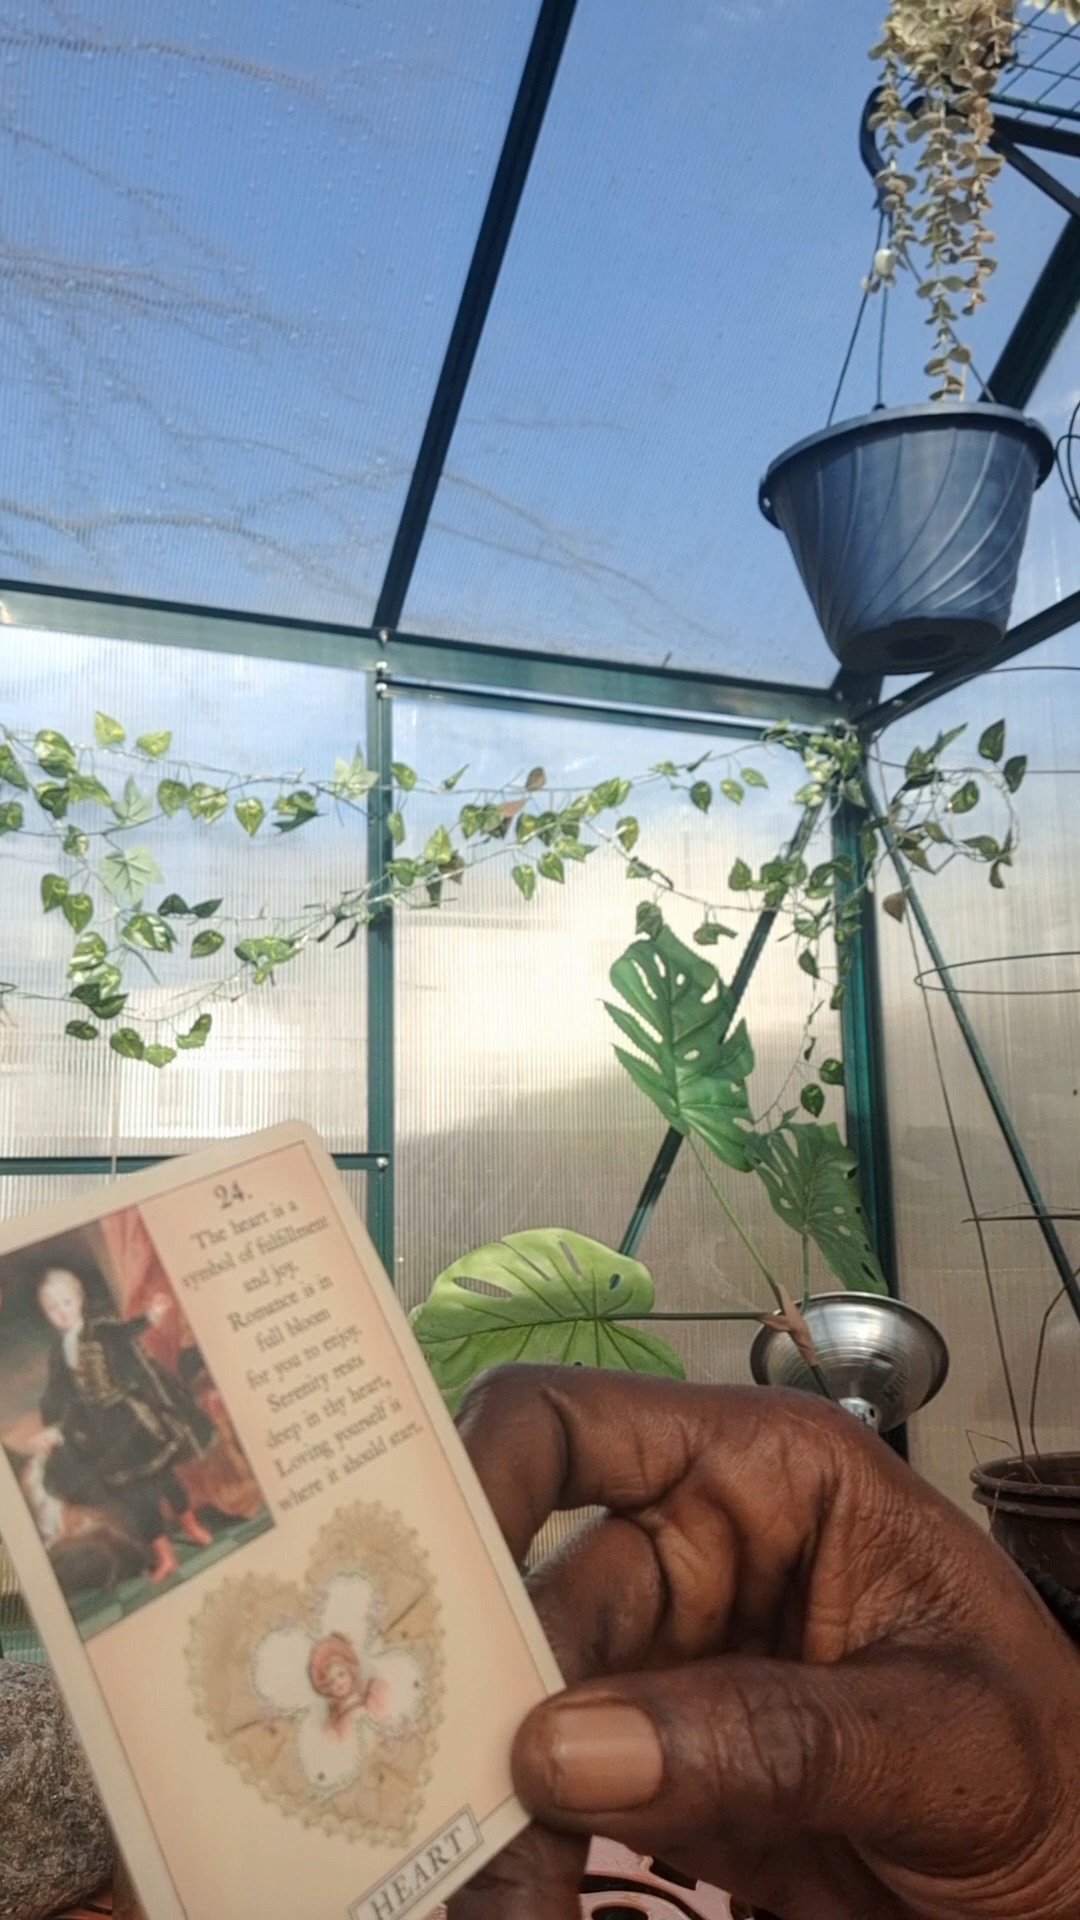 24.
The heart is a
symbol of fulfillment
and joy.
Romance is in
full bloom
for you to enjoy.
Serenity rests
deep in thy heart,
Loving yourself is
where it should start.
HEART